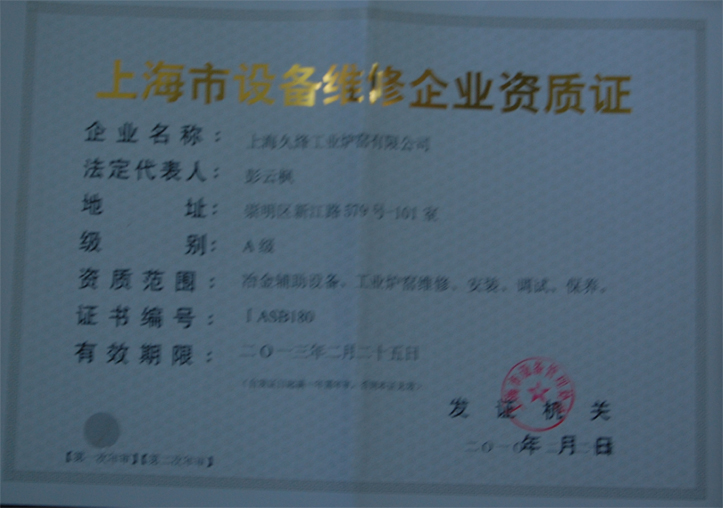 上海市设备维修企业资质证
企业名称： 上海久绛工业炉窑有限公司
法定代表人： 彭云枫
地 址： 崇明区新江路579号-101室
级 别： A级
资质范围： 冶金辅助设备、工业炉窑维修、安装、调试、保养。
证书编号： ASB180
有效期限： 二〇一三年二月二十五日
发证机关
年 月 日